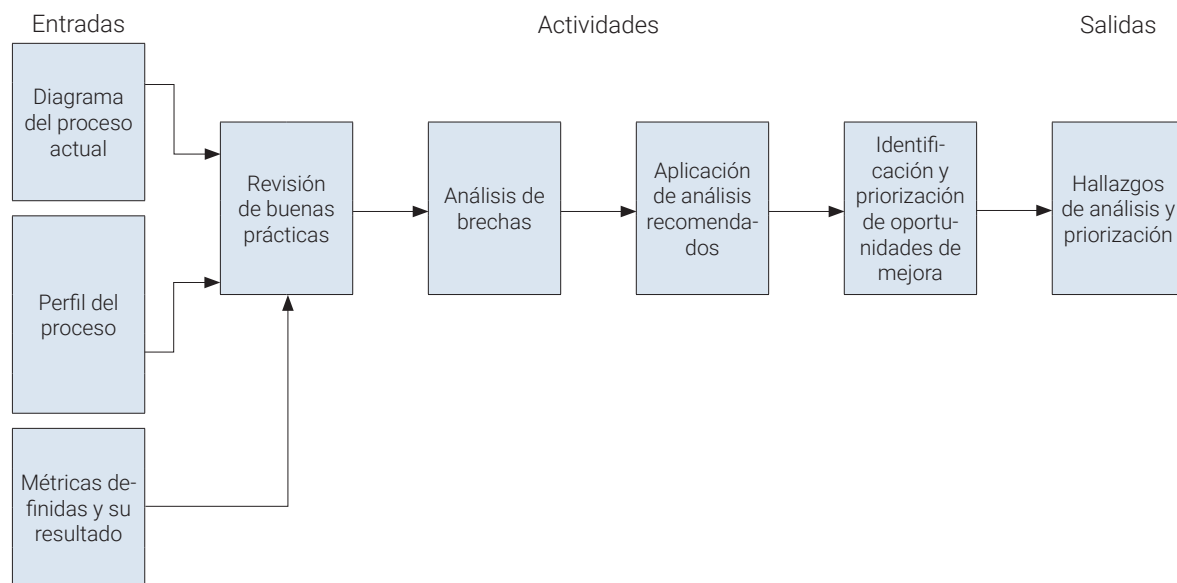 Entradas
Actividades
Salidas
Diagrama
del proceso
actual
Perfil del
proceso
Métricas de-
finidas y su
resultado
Revisión
de buenas
prácticas
Análisis de
brechas
Aplicación
de análisis
recomenda-
dos
Identifi-
cación y
priorización
de oportu-
nidades de
mejora
Hallazgos
de análisis y
priorización